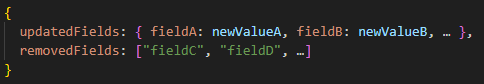 {
updatedFields: { fieldA: newValueA, fieldB: newValueB, … },
removedFields: ["fieldC", "fieldD", …]
}